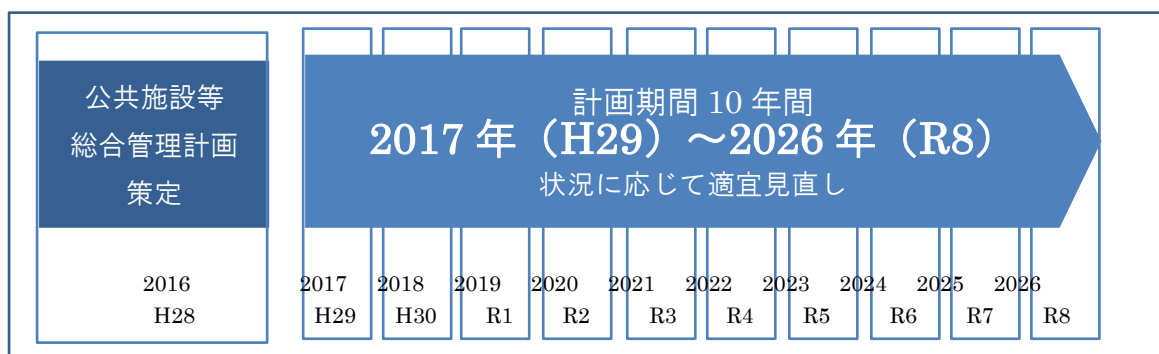 公共施設等
総合管理計画
策定
計画期間 10 年間
2017 年（H29）～2026 年（R8）
状況に応じて適宜見直し
2016 2017 2018 2019 2020 2021 2022 2023 2024 2025 2026
H28 H29 H30 R1 R2 R3 R4 R5 R6 R7 R8